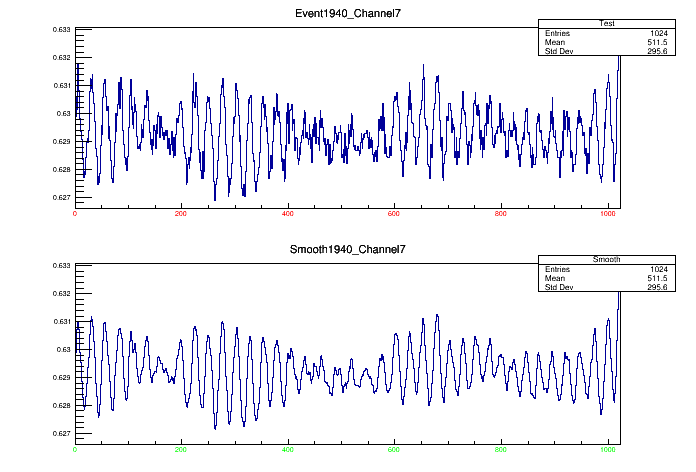 Event1940_Channel7
Test
Entries 1024
Mean 511.5
Std Dev 295.6
0.633
0.632
0.631
0.63
0.629
0.628
0.627
0 200 400 600 800 1000
Smooth1940_Channel7
Smooth
Entries 1024
Mean 511.5
Std Dev 295.6
0.633
0.632
0.631
0.63
0.629
0.628
0.627
0 200 400 600 800 1000